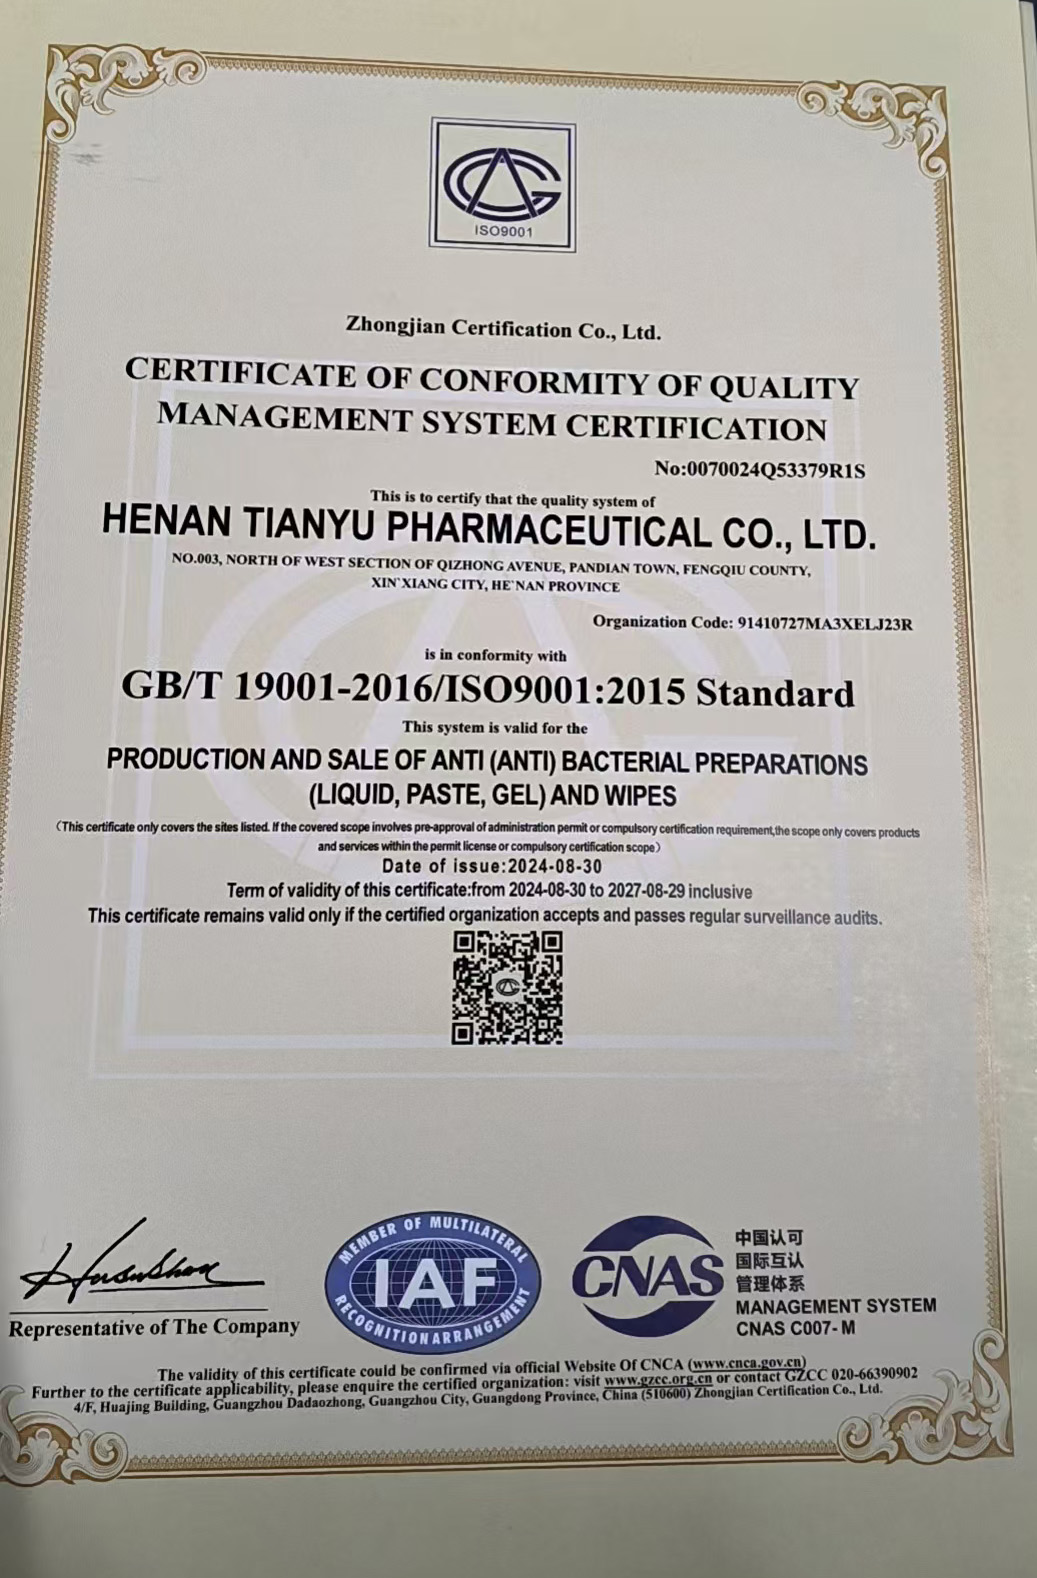 ISO9001
Zhongjian Certification Co., Ltd.
CERTIFICATE OF CONFORMITY OF QUALITY
MANAGEMENT SYSTEM CERTIFICATION
No:0070024Q53379R1S
This is to certify that the quality system of
HENAN TIANYU PHARMACEUTICAL CO., LTD.
NO.003, NORTH OF WEST SECTION OF QIZHONG AVENUE, PANDIAN TOWN, FENGQIU COUNTY,
XIN`XIANG CITY, HE`NAN PROVINCE
Organization Code: 91410727MA3XELJ23R
is in conformity with
GB/T 19001-2016/ISO9001:2015 Standard
This system is valid for the
PRODUCTION AND SALE OF ANTI (ANTI) BACTERIAL PREPARATIONS
(LIQUID, PASTE, GEL) AND WIPES
(This certificate only covers the sites listed. If the covered scope involves pre-approval of administration permit or compulsory certification requirement,the scope only covers products
and services within the permit license or compulsory certification scope)
Date of issue:2024-08-30
Term of validity of this certificate:from 2024-08-30 to 2027-08-29 inclusive
This certificate remains valid only if the certified organization accepts and passes regular surveillance audits.
Representative of The Company
MEMBER OF MULTILATERAL
IAF
RECOGNITION ARRANGEMENT
CNAS
中国认可
国际互认
管理体系
MANAGEMENT SYSTEM
CNAS C007-M
The validity of this certificate could be confirmed via official Website Of CNCA (www.cnca.gov.cn)
Further to the certificate applicability, please enquire the certified organization: visit www.gzcc.org.cn or contact GZCC 020-66390902
4/F, Huajing Building, Guangzhou Dadaozhong, Guangzhou City, Guangdong Province, China (510600) Zhongjian Certification Co., Ltd.